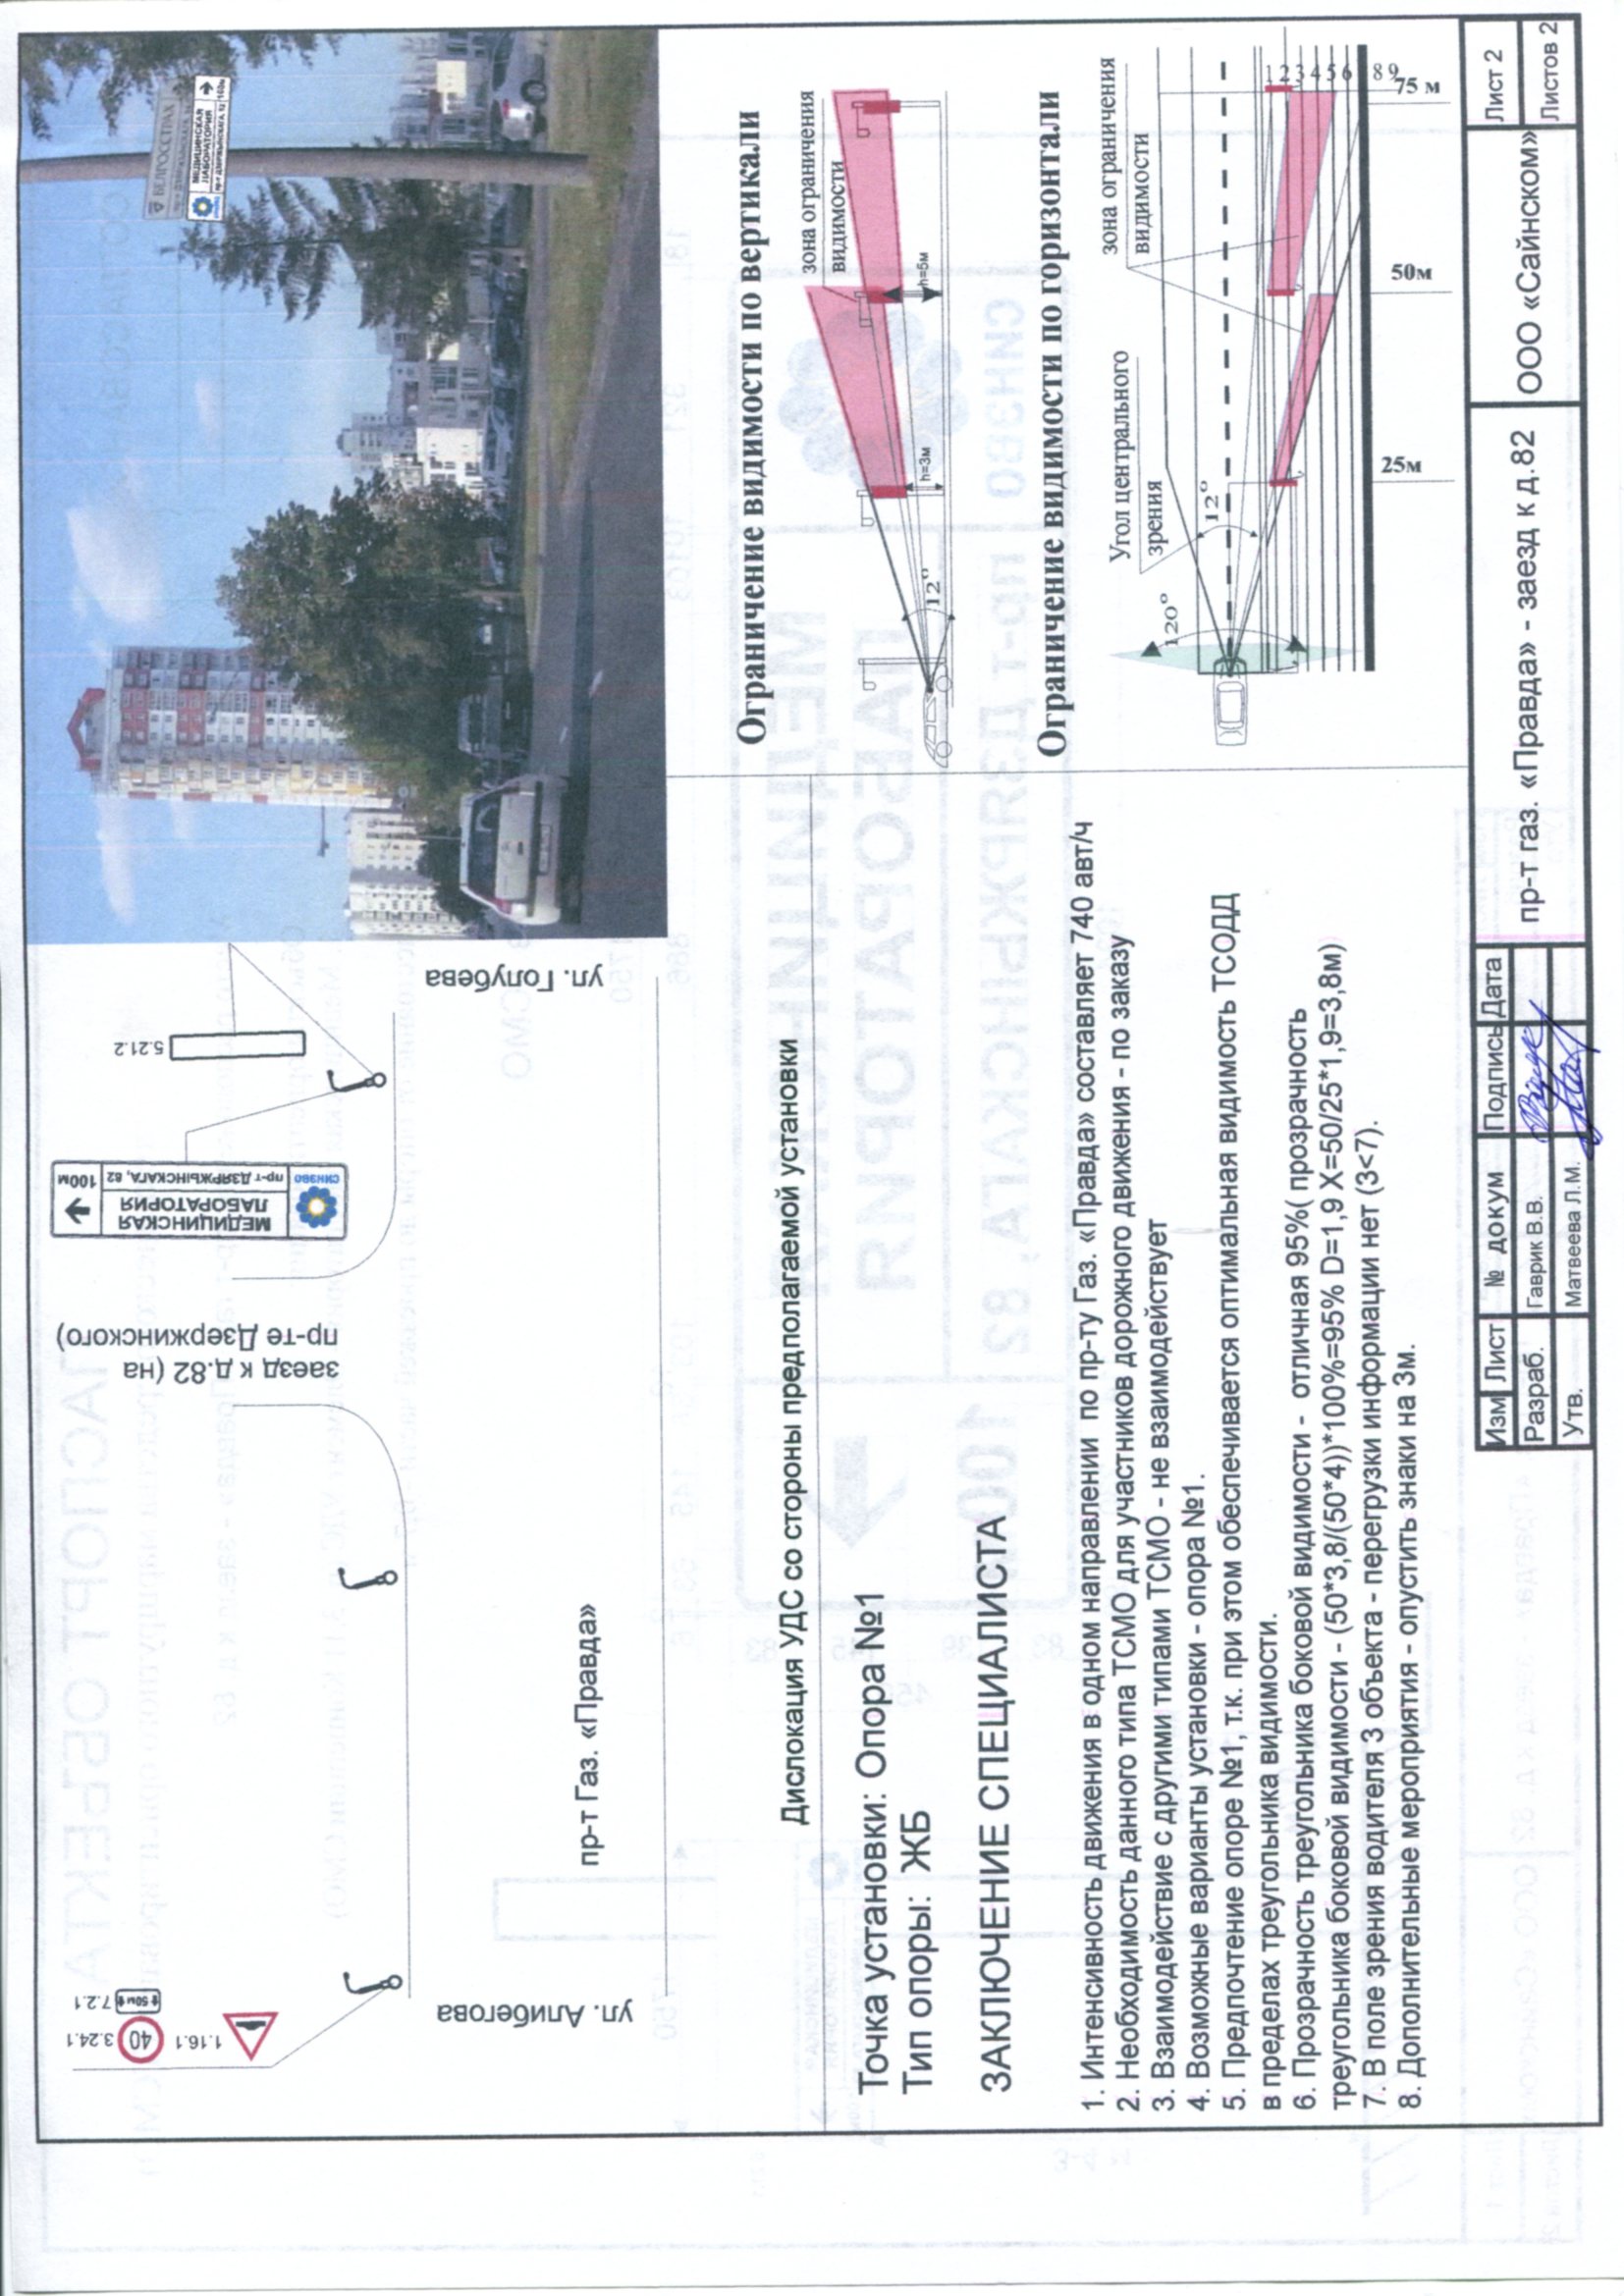 1.16.1
3.24.1
40
7.2.1
50м
заезд к д.82 (на
пр-те Дзержинского)
МЕДИЦИНСКАЯ
ЛАБОРАТОРИЯ
пр-т ДЗЯРЖЫНСКАГА, 82
100м
СИНЭВО
5.21.2
ул. Алибегова
ул. Голубева
пр-т Газ. «Правда»
БЕЛГОССТРАХ
МЕДИЦИНСКАЯ
ЛАБОРАТОРИЯ
Дислокация УДС со стороны предполагаемой установки
Точка установки: Опора №1
Тип опоры: ЖБ
ЗАКЛЮЧЕНИЕ СПЕЦИАЛИСТА
1. Интенсивность движения в одном направлении по пр-ту Газ. «Правда» составляет 740 авт/ч
2. Необходимость данного типа ТСМО для участников дорожного движения - по заказу
3. Взаимодействие с другими типами ТСМО - не взаимодействует
4. Возможные варианты установки - опора №1.
5. Предпочтение опоре №1, т.к. при этом обеспечивается оптимальная видимость ТСОДД
в пределах треугольника видимости.
6. Прозрачность треугольника боковой видимости - отличная 95%( прозрачность
треугольника боковой видимости - (50*3,8/(50*4))*100%=95% D=1,9 X=50/25*1,9=3,8м)
7. В поле зрения водителя 3 объекта - перегрузки информации нет (3<7).
8. Дополнительные мероприятия - опустить знаки на 3м.
Ограничение видимости по вертикали
зона ограничения
видимости
12°
h=3м
h=5м
Ограничение видимости по горизонтали
Угол центрального
зрения
зона ограничения
видимости
120°
12°
1 2 3 4 5 6 8 9
25м
50м
75 м
Изм Лист № докум Подпись Дата
Разраб. Гаврик В.В.
Утв. Матвеева Л.М.
пр-т газ. «Правда» - заезд к д.82
ООО «Сайнском»
Лист 2
Листов 2